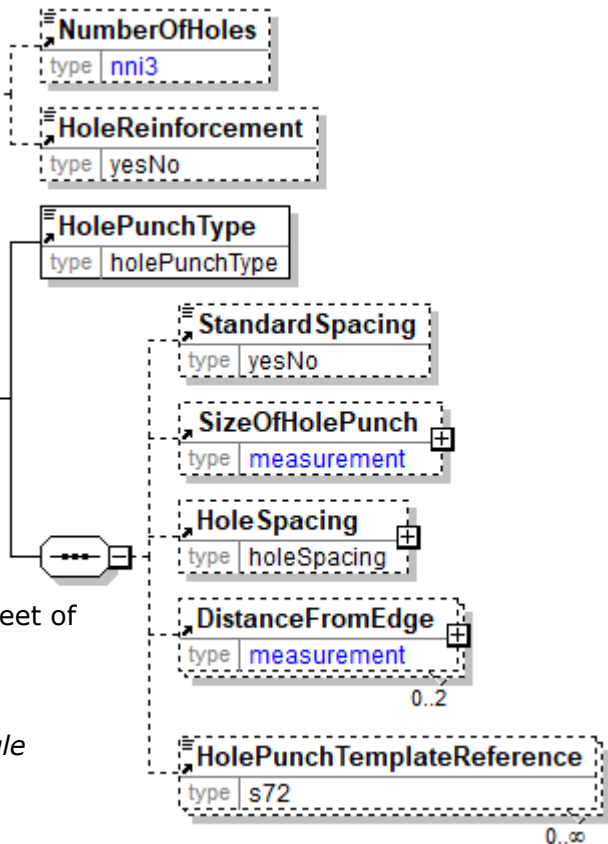 NumberOfHoles
type nni3
HoleReinforcement
type yesNo
HolePunchType
type holePunchType
StandardSpacing
type yesNo
SizeOfHolePunch
type measurement
HoleSpacing
type holeSpacing
eet of
DistanceFromEdge
type measurement
0..2
HolePunchTemplateReference
type s72
0..∞